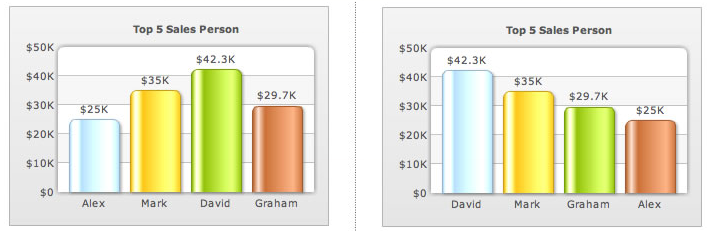 Top 5 Sales Person
$50K
$40K
$30K
$20K
$10K
$0
$25K
$35K
$42.3K
$29.7K
Alex Mark David Graham
Top 5 Sales Person
$50K
$40K
$30K
$20K
$10K
$0
$42.3K
$35K
$29.7K
$25K
David Mark Graham Alex